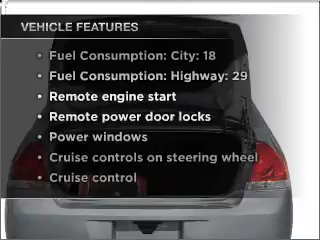 VEHICLE FEATURES
• Fuel Consumption: City: 18
• Fuel Consumption: Highway: 29
• Remote engine start
• Remote power door locks
• Power windows
• Cruise controls on steering wheel
• Cruise control